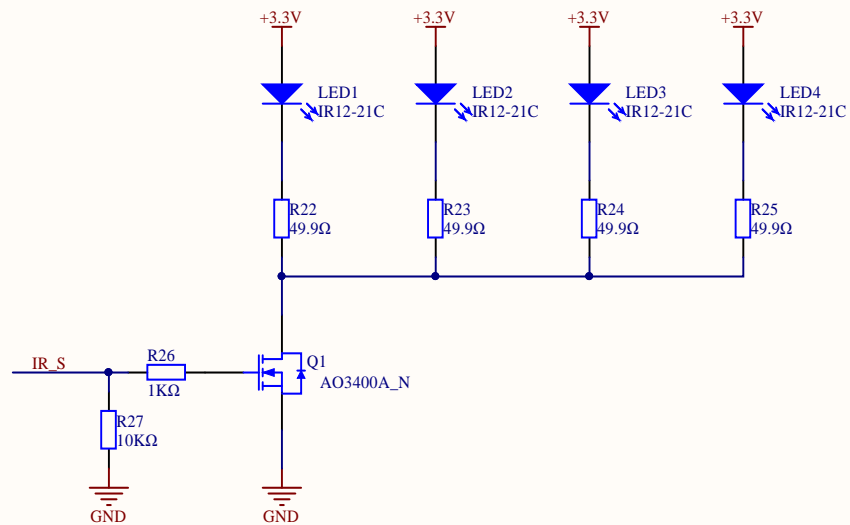 +3.3V
+3.3V
+3.3V
+3.3V
LED1
IR12-21C
LED2
IR12-21C
LED3
IR12-21C
LED4
IR12-21C
R22
49.9Ω
R23
49.9Ω
R24
49.9Ω
R25
49.9Ω
IR_S
R26
1KΩ
Q1
AO3400A_N
R27
10KΩ
GND
GND